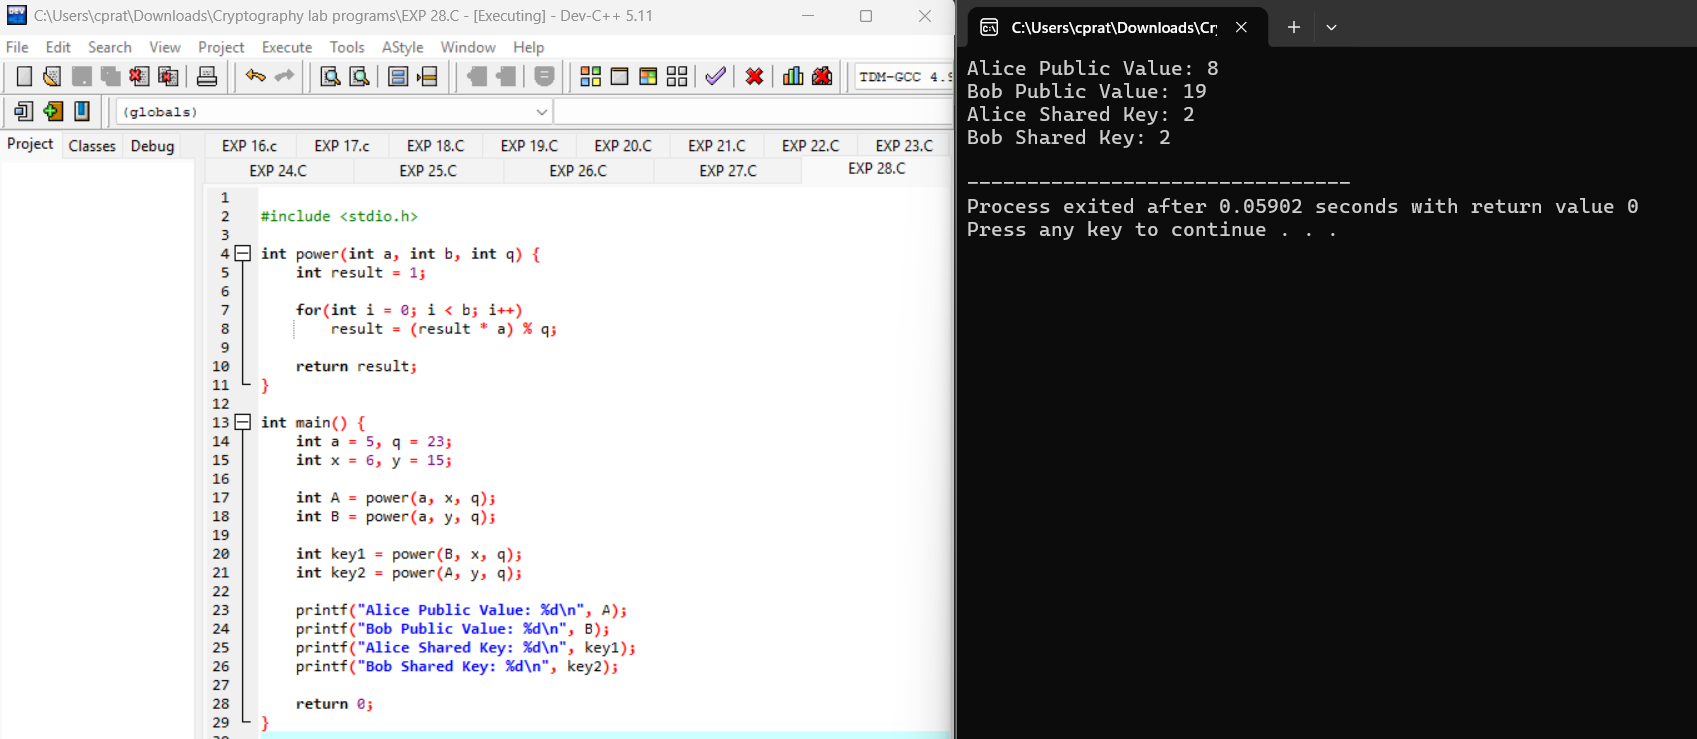 C:\Users\cprat\Downloads\Cryptography lab programs\EXP 28.C - [Executing] - Dev-C++ 5.11
File Edit Search View Project Execute Tools AStyle Window Help
TDM-GCC 4.9
(globals)
Project Classes Debug
EXP 16.c EXP 17.c EXP 18.C EXP 19.C EXP 20.C EXP 21.C EXP 22.C EXP 23.C
EXP 24.C EXP 25.C EXP 26.C EXP 27.C EXP 28.C
1
2 #include <stdio.h>
3
4 int power(int a, int b, int q) {
5 int result = 1;
6
7 for(int i = 0; i < b; i++)
8 result = (result * a) % q;
9
10 return result;
11 }
12
13 int main() {
14 int a = 5, q = 23;
15 int x = 6, y = 15;
16
17 int A = power(a, x, q);
18 int B = power(a, y, q);
19
20 int key1 = power(B, x, q);
21 int key2 = power(A, y, q);
22
23 printf("Alice Public Value: %d\n", A);
24 printf("Bob Public Value: %d\n", B);
25 printf("Alice Shared Key: %d\n", key1);
26 printf("Bob Shared Key: %d\n", key2);
27
28 return 0;
29 }
C:\Users\cprat\Downloads\Cry
Alice Public Value: 8
Bob Public Value: 19
Alice Shared Key: 2
Bob Shared Key: 2
--------------------------------
Process exited after 0.05902 seconds with return value 0
Press any key to continue . . .